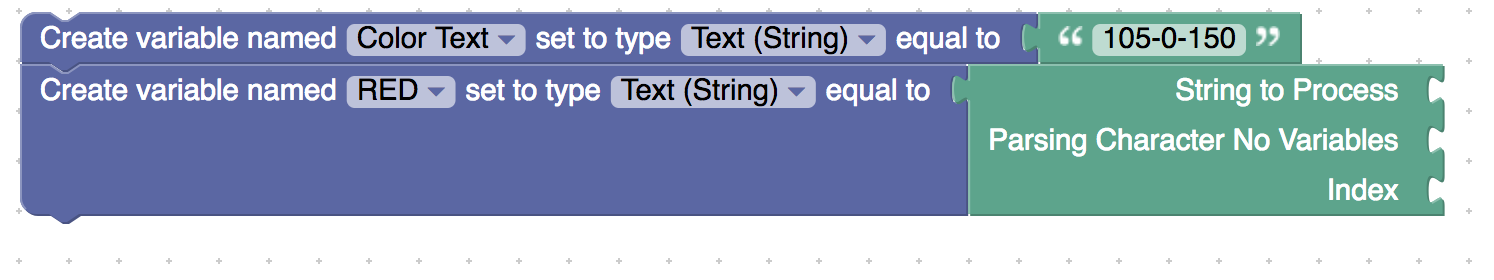 Create variable named Color Text set to type Text (String) equal to “ 105-0-150 ”
Create variable named RED set to type Text (String) equal to String to Process
Parsing Character No Variables
Index